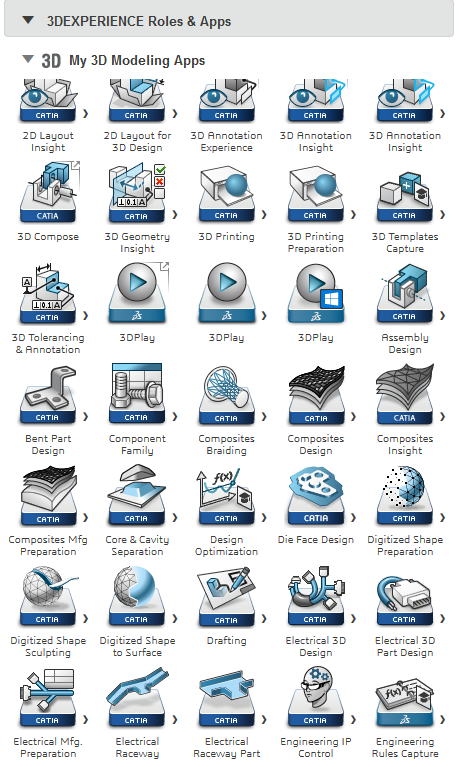 3DEXPERIENCE Roles & Apps
3D My 3D Modeling Apps
CATIA CATIA CATIA CATIA CATIA
2D Layout Insight
2D Layout for 3D Design
3D Annotation Experience
3D Annotation Insight
3D Annotation Insight
CATIA CATIA CATIA CATIA CATIA
3D Compose
3D Geometry Insight
3D Printing
3D Printing Preparation
3D Templates Capture
CATIA CATIA
3D Tolerancing & Annotation
3DPlay
3DPlay
3DPlay
Assembly Design
CATIA CATIA CATIA CATIA CATIA
Bent Part Design
Component Family
Composites Braiding
Composites Design
Composites Insight
CATIA CATIA CATIA CATIA CATIA
Composites Mfg Preparation
Core & Cavity Separation
Design Optimization
Die Face Design
Digitized Shape Preparation
CATIA CATIA CATIA CATIA CATIA
Digitized Shape Sculpting
Digitized Shape to Surface
Drafting
Electrical 3D Design
Electrical 3D Part Design
CATIA CATIA CATIA CATIA
Electrical Mfg. Preparation
Electrical Raceway
Electrical Raceway Part
Engineering IP Control
Engineering Rules Capture